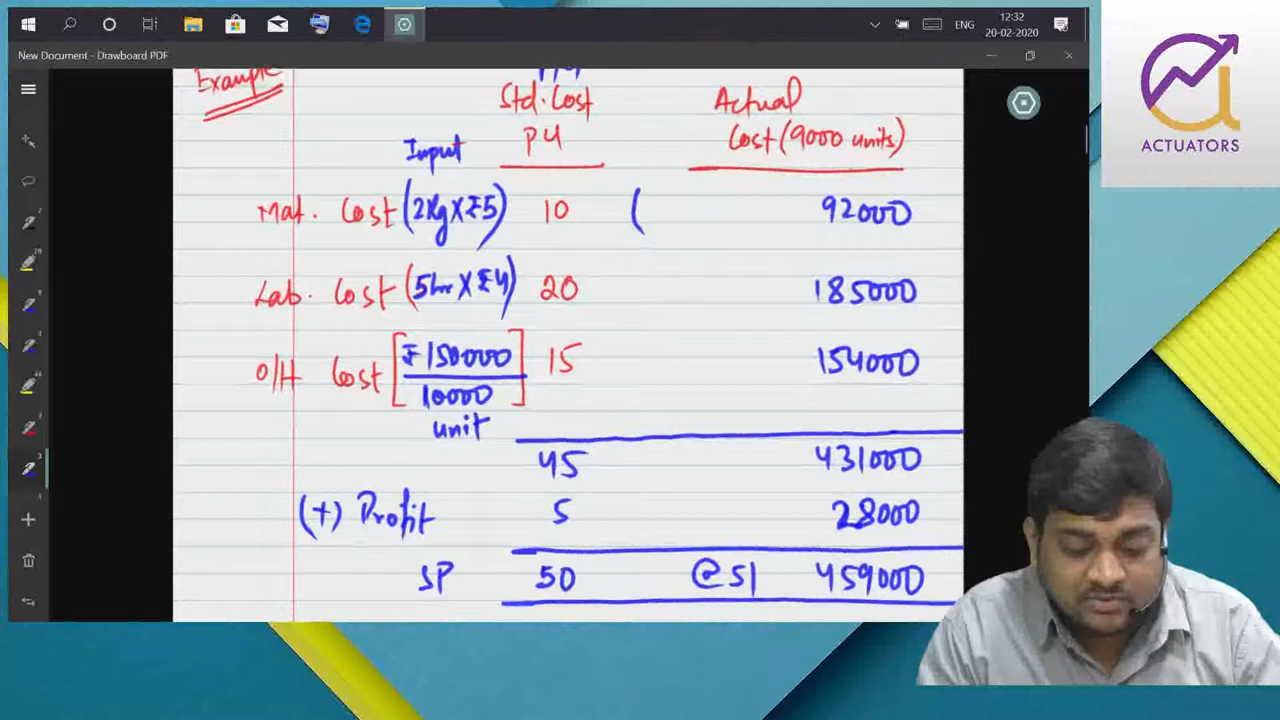 ENG
12:32
20-02-2020
New Document - Drawboard PDF
ACTUATORS
Example
Std. Cost
PU
Actual
Cost (9000 units)
Input
Mat. Cost (2Kg X ₹5) 10 ( 92000
Lab. Cost (5hr X ₹4) 20 185000
O/H Cost [₹150000 15 154000
10000]
unit
45 431000
(+) Profit 5 28000
SP 50 @51 459000